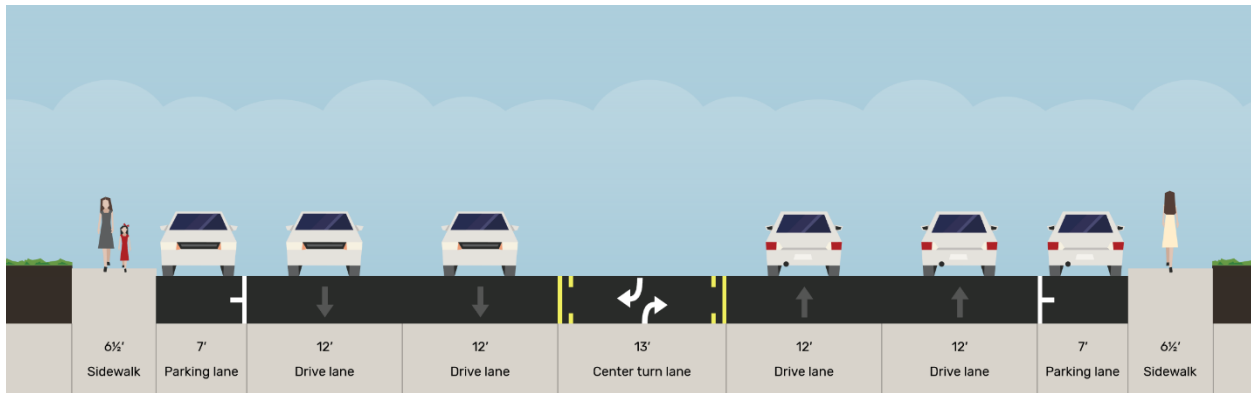 6½′
Sidewalk
7′
Parking lane
12′
Drive lane
12′
Drive lane
13′
Center turn lane
12′
Drive lane
12′
Drive lane
7′
Parking lane
6½′
Sidewalk